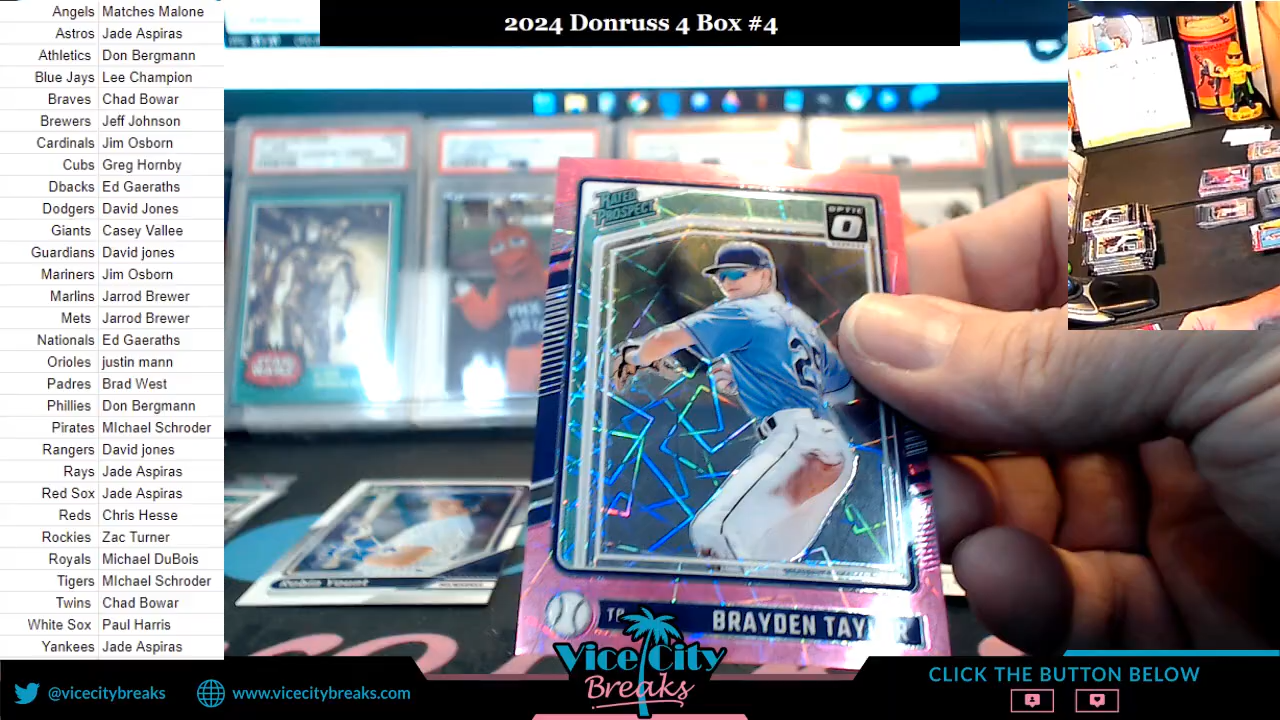 2024 Donruss 4 Box #4
Angels Matches Malone
Astros Jade Aspiras
Athletics Don Bergmann
Blue Jays Lee Champion
Braves Chad Bowar
Brewers Jeff Johnson
Cardinals Jim Osborn
Cubs Greg Hornby
Dbacks Ed Gaeraths
Dodgers David Jones
Giants Casey Vallee
Guardians David jones
Mariners Jim Osborn
Marlins Jarrod Brewer
Mets Jarrod Brewer
Nationals Ed Gaeraths
Orioles justin mann
Padres Brad West
Phillies Don Bergmann
Pirates MIchael Schroder
Rangers David jones
Rays Jade Aspiras
Red Sox Jade Aspiras
Reds Chris Hesse
Rockies Zac Turner
Royals Michael DuBois
Tigers MIchael Schroder
Twins Chad Bowar
White Sox Paul Harris
Yankees Jade Aspiras
RATED
PROSPECT
OPTIC
O
STAR
WARS
Robin Yount
BRAYDEN
Vice City
Breaks
@vicecitybreaks
www.vicecitybreaks.com
CLICK THE BUTTON BELOW